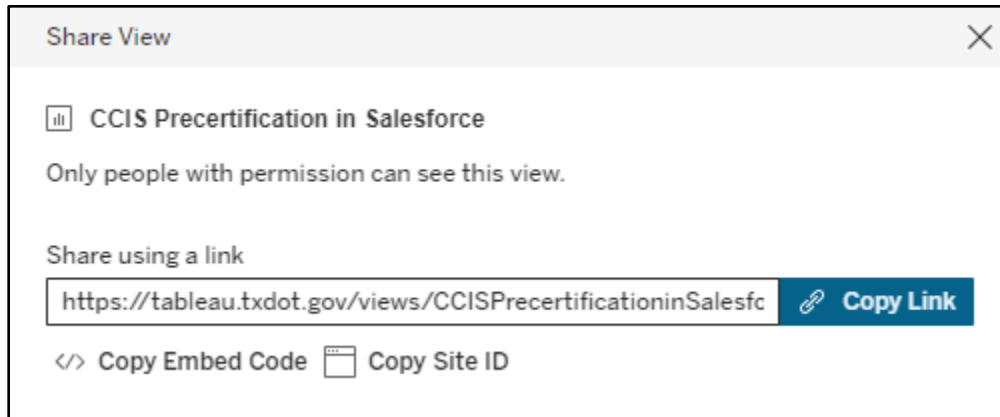 Share View
CCIS Precertification in Salesforce
Only people with permission can see this view.
Share using a link
https://tableau.txdot.gov/views/CCISPrecertificationinSalesfc
Copy Link
</> Copy Embed Code Copy Site ID